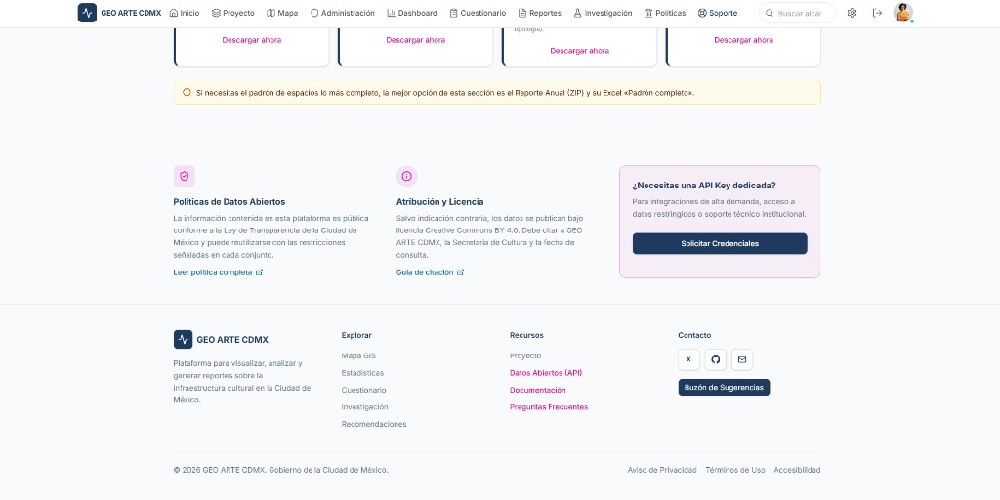 GEO ARTE CDMX Inicio Proyecto Mapa Administración Dashboard Cuestionario Reportes Investigación Políticas Soporte Buscar alcal
Descargar ahora Descargar ahora Descargar ahora Descargar ahora
Si necesitas el padrón de espacios lo más completo, la mejor opción de esta sección es el Reporte Anual (ZIP) y su Excel «Padrón completo».
Políticas de Datos Abiertos
La información contenida en esta plataforma es pública
conforme a la Ley de Transparencia de la Ciudad de
México y puede reutilizarse con las restricciones
señaladas en cada conjunto.
Leer política completa
Atribución y Licencia
Salvo indicación contraria, los datos se publican bajo
licencia Creative Commons BY 4.0. Debe citar a GEO
ARTE CDMX, la Secretaría de Cultura y la fecha de
consulta.
Guía de citación
¿Necesitas una API Key dedicada?
Para integraciones de alta demanda, acceso a
datos restringidos o soporte técnico institucional.
Solicitar Credenciales
GEO ARTE CDMX
Plataforma para visualizar, analizar y
generar reportes sobre la
infraestructura cultural en la Ciudad de
México.
Explorar
Mapa GIS
Estadísticas
Cuestionario
Investigación
Recomendaciones
Recursos
Proyecto
Datos Abiertos (API)
Documentación
Preguntas Frecuentes
Contacto
X
Buzón de Sugerencias
© 2026 GEO ARTE CDMX. Gobierno de la Ciudad de México.
Aviso de Privacidad Términos de Uso Accesibilidad